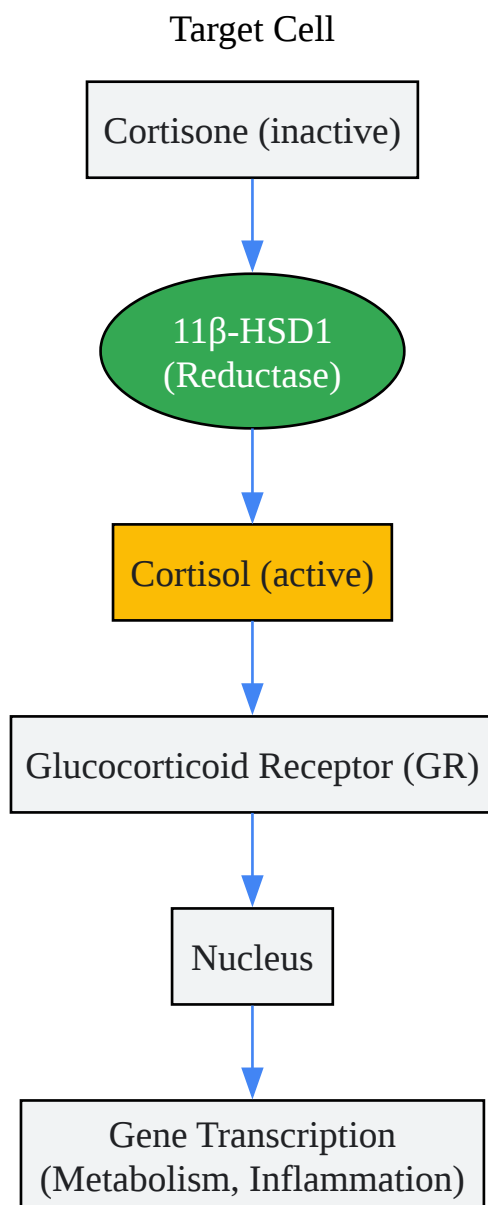 Target Cell
Cortisone (inactive)
11β-HSD1
(Reductase)
Cortisol (active)
Glucocorticoid Receptor (GR)
Nucleus
Gene Transcription
(Metabolism, Inflammation)